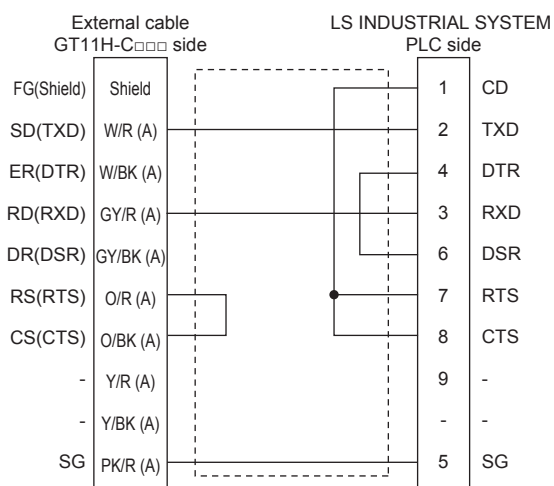 External cable
GT11H-C□□□ side
LS INDUSTRIAL SYSTEM
PLC side
FG(Shield) Shield 1 CD
SD(TXD) W/R (A) 2 TXD
ER(DTR) W/BK (A) 4 DTR
RD(RXD) GY/R (A) 3 RXD
DR(DSR) GY/BK (A) 6 DSR
RS(RTS) O/R (A) 7 RTS
CS(CTS) O/BK (A) 8 CTS
- Y/R (A) 9 -
- Y/BK (A) - -
SG PK/R (A) 5 SG